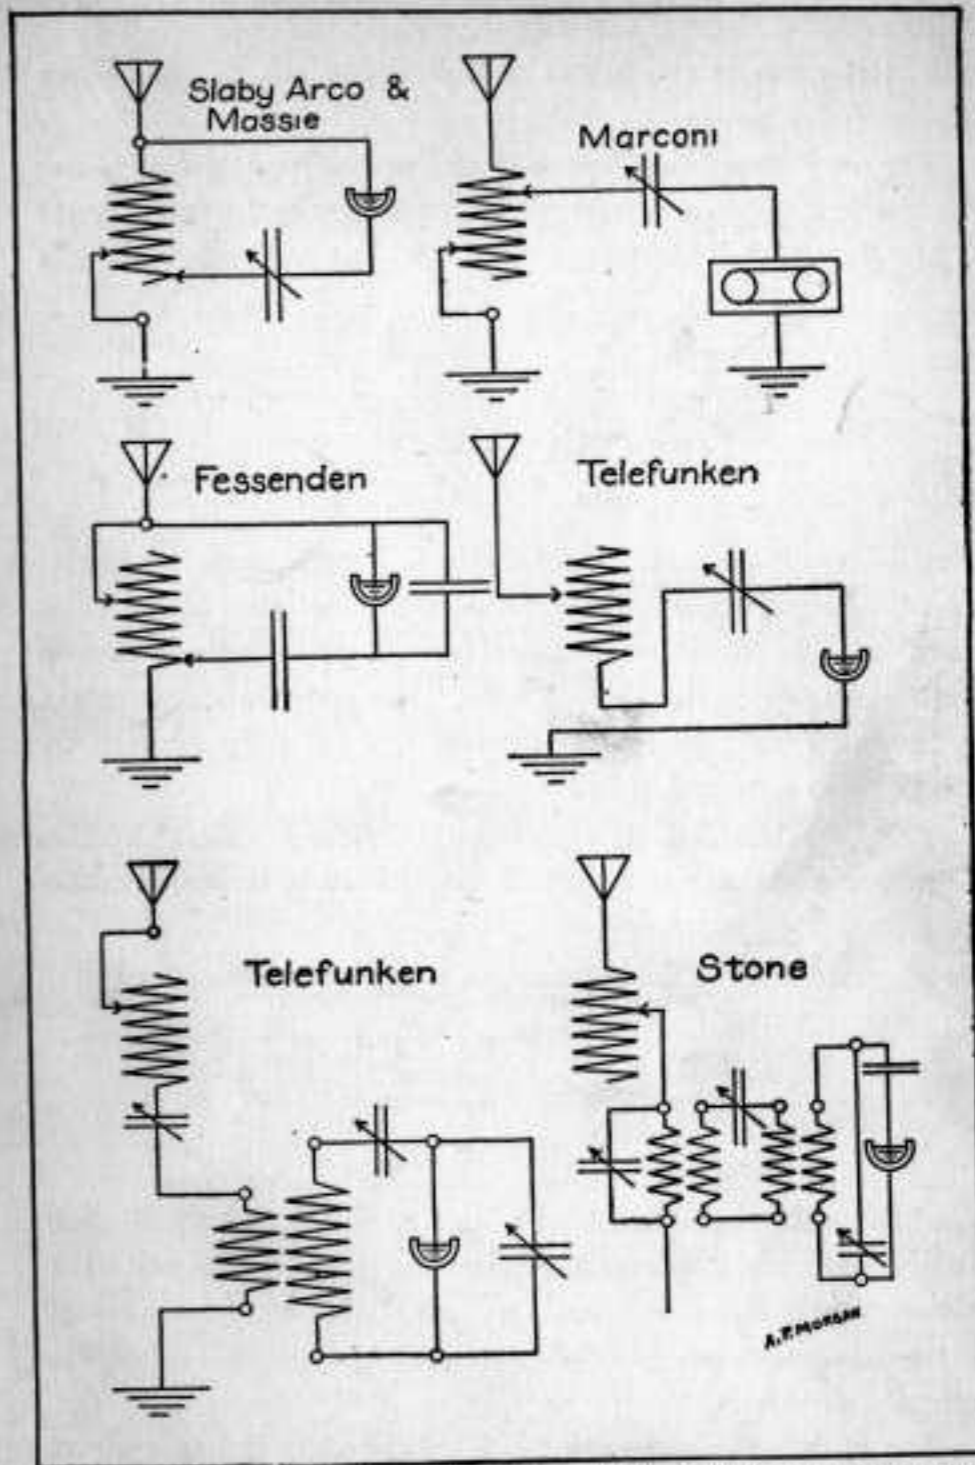 Slaby Arco &
Massie
Marconi
Fessenden
Telefunken
Telefunken
Stone
A.P. MORGAN